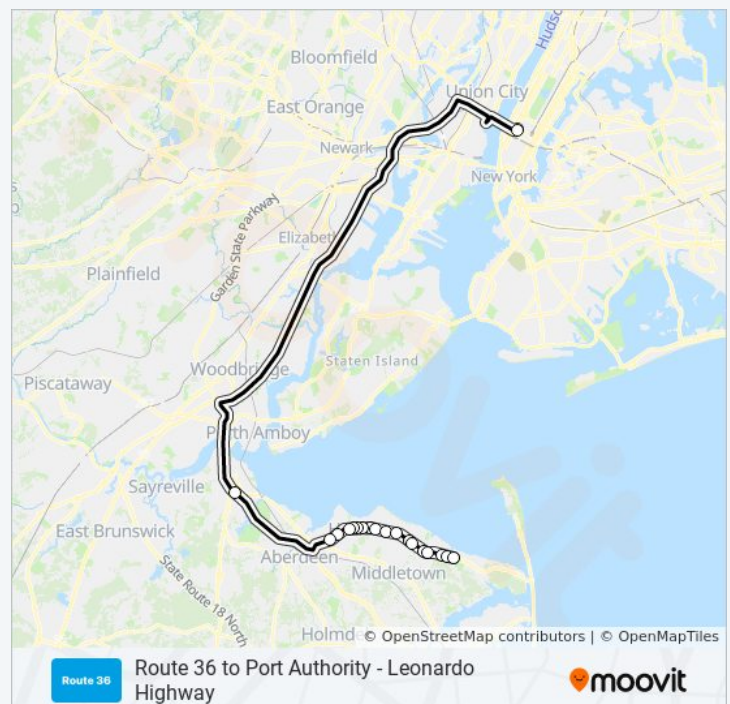 Bloomfield
Hudso
Union City
East Orange
Newark
New York
Garden State Parkway
Elizabeth
Plainfield
Staten Island
Woodbridge
Piscataway
Perth Amboy
Sayreville
East Brunswick
Aberdeen
Middletown
State Route 18 North
Holmd
© OpenStreetMap contributors | © OpenMapTiles
Route 36
Route 36 to Port Authority - Leonardo
Highway
moovit